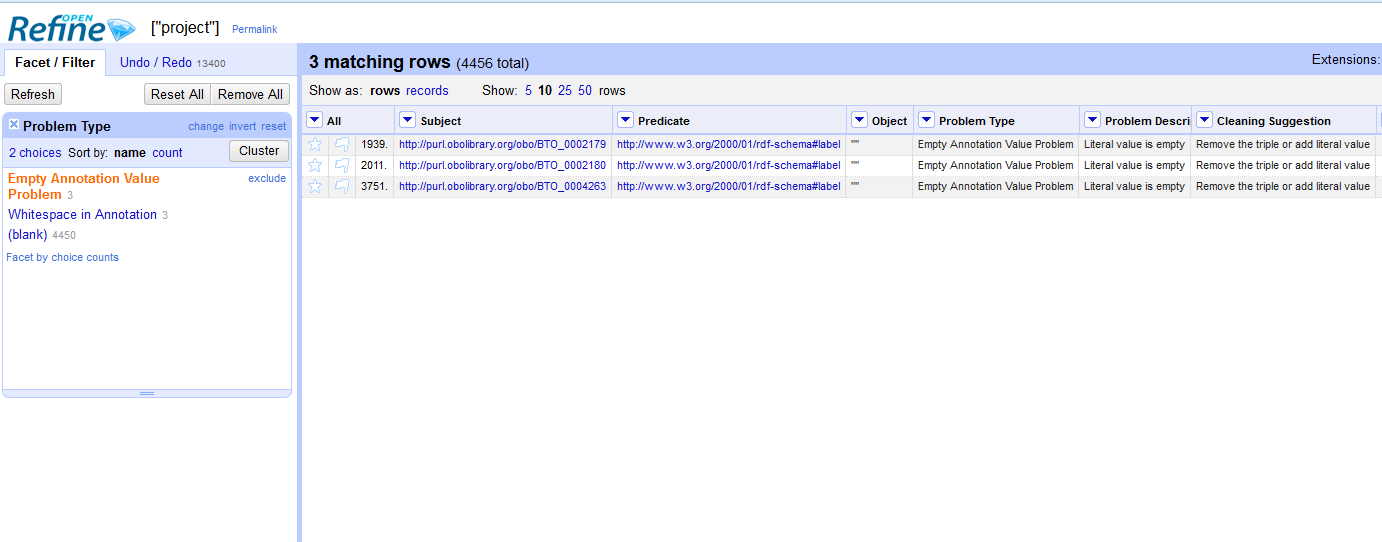 OPEN
Refine ["project"] Permalink
Facet / Filter Undo / Redo 13400
Refresh Reset All Remove All
Problem Type change invert reset
2 choices Sort by: name count Cluster
Empty Annotation Value exclude
Problem 3
Whitespace in Annotation 3
(blank) 4450
Facet by choice counts
3 matching rows (4456 total) Extensions:
Show as: rows records Show: 5 10 25 50 rows
All Subject Predicate Object Problem Type Problem Descri Cleaning Suggestion
1939. http://purl.obolibrary.org/obo/BTO_0002179 http://www.w3.org/2000/01/rdf-schema#label "" Empty Annotation Value Problem Literal value is empty Remove the triple or add literal value
2011. http://purl.obolibrary.org/obo/BTO_0002180 http://www.w3.org/2000/01/rdf-schema#label "" Empty Annotation Value Problem Literal value is empty Remove the triple or add literal value
3751. http://purl.obolibrary.org/obo/BTO_0004263 http://www.w3.org/2000/01/rdf-schema#label "" Empty Annotation Value Problem Literal value is empty Remove the triple or add literal value